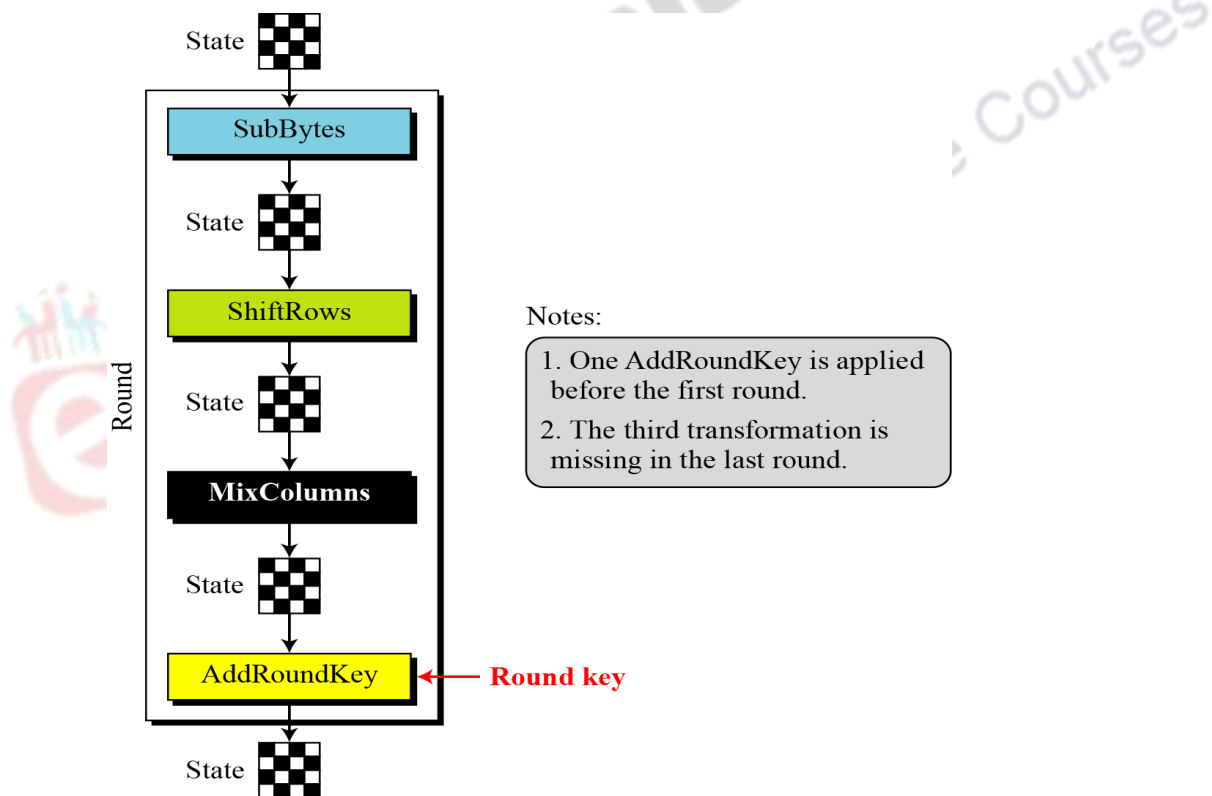 Courses
State
SubBytes
State
ShiftRows
State
Round
MixColumns
State
AddRoundKey
Round key
State
Notes:
1. One AddRoundKey is applied
before the first round.
2. The third transformation is
missing in the last round.